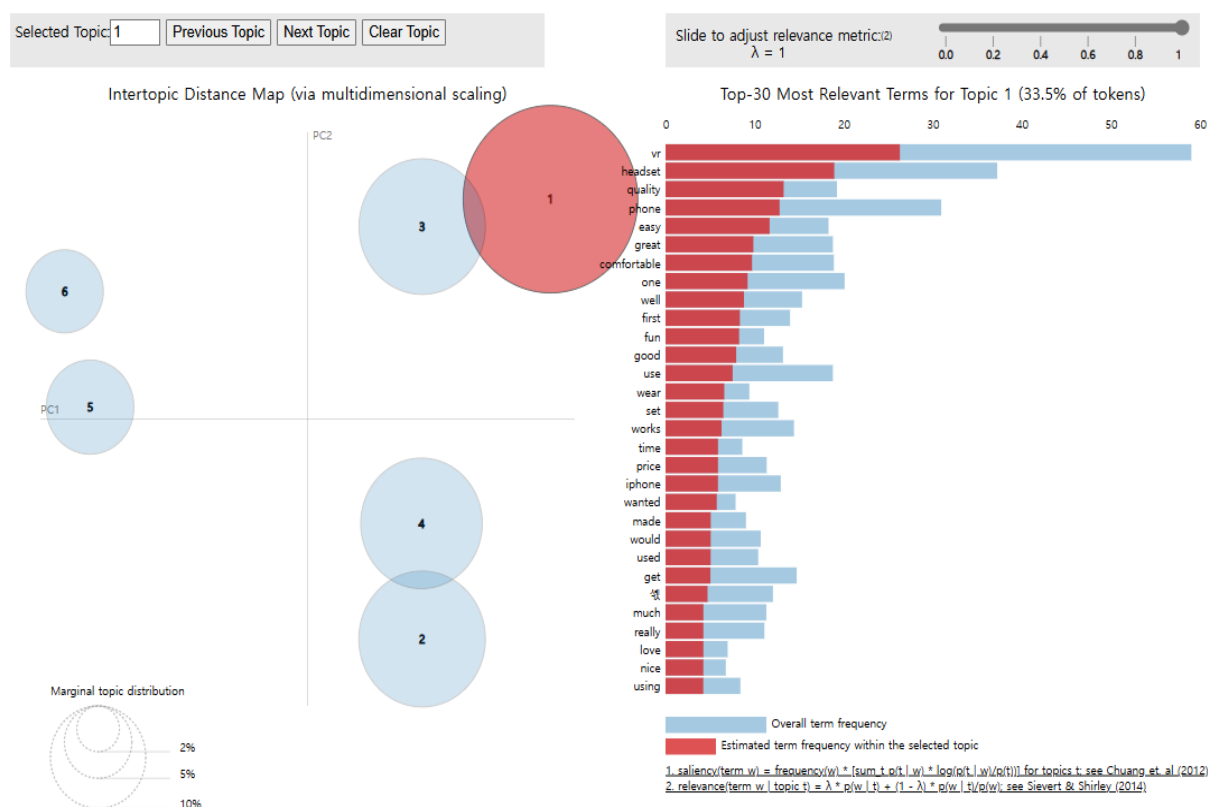 Selected Topic: 1 Previous Topic Next Topic Clear Topic
Slide to adjust relevance metric:(2)
λ = 1
0.0 0.2 0.4 0.6 0.8 1
Intertopic Distance Map (via multidimensional scaling)
PC2
PC1
1
3
6
5
4
2
Marginal topic distribution
2%
5%
10%
Top-30 Most Relevant Terms for Topic 1 (33.5% of tokens)
0 10 20 30 40 50 60
vr
headset
quality
phone
easy
great
comfortable
one
well
first
fun
good
use
wear
set
works
time
price
iphone
wanted
made
would
used
get
much
really
love
nice
using
Overall term frequency
Estimated term frequency within the selected topic
1. saliency(term w) = frequency(w) * [sum_t p(t | w) * log(p(t | w)/p(t))] for topics t; see Chuang et. al (2012)
2. relevance(term w | topic t) = λ * p(w | t) + (1 - λ) * p(w | t)/p(w); see Sievert & Shirley (2014)